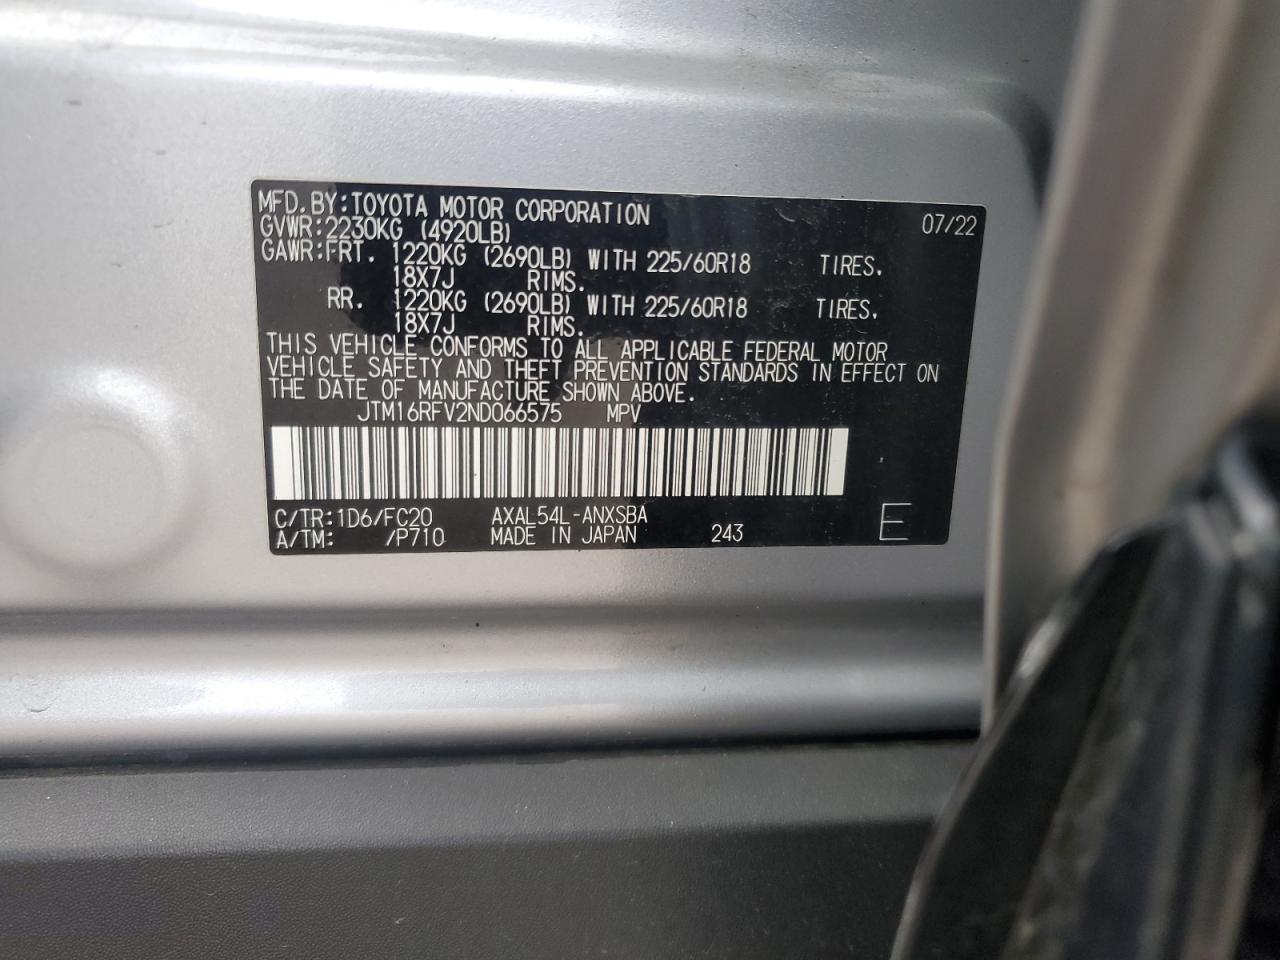 MFD. BY: TOYOTA MOTOR CORPORATION 07/22
GVWR: 2230KG (4920LB)
GAWR: FRT. 1220KG (2690LB) WITH 225/60R18 TIRES.
18X7J RIMS.
RR. 1220KG (2690LB) WITH 225/60R18 TIRES.
18X7J RIMS.
THIS VEHICLE CONFORMS TO ALL APPLICABLE FEDERAL MOTOR
VEHICLE SAFETY AND THEFT PREVENTION STANDARDS IN EFFECT ON
THE DATE OF MANUFACTURE SHOWN ABOVE.
JTM16RFV2ND066575 MPV
C/TR: 1D6/FC20 AXAL54L-ANXSBA
A/TM: /P710 MADE IN JAPAN 243 E